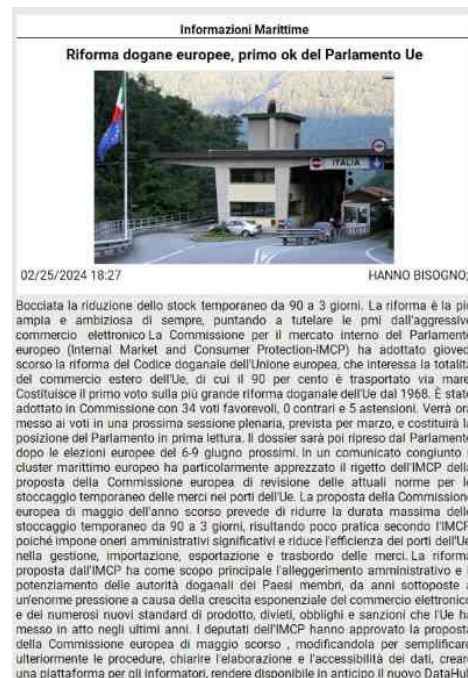 Informazioni Marittime
Riforma dogane europee, primo ok del Parlamento Ue
ITALIA
02/25/2024 18:27
HANNO BISOGNO;
Bocciata la riduzione dello stock temporaneo da 90 a 3 giorni. La riforma è la più
ampia e ambiziosa di sempre, puntando a tutelare le pmi dall'aggressivo
commercio elettronico La Commissione per il mercato interno del Parlamento
europeo (Internal Market and Consumer Protection-IMCP) ha adottato giovedì
scorso la riforma del Codice doganale dell'Unione europea, che interessa la totalità
del commercio estero dell'Ue, di cui il 90 per cento è trasportato via mare
Costituisce il primo voto sulla più grande riforma doganale dell'Ue dal 1968. È stato
adottato in Commissione con 34 voti favorevoli, 0 contrari e 5 astensioni. Verrà ora
messo ai voti in una prossima sessione plenaria, prevista per marzo, e costituirà la
posizione del Parlamento in prima lettura. Il dossier sarà poi ripreso dal Parlamento
dopo le elezioni europee del 6-9 giugno prossimi. In un comunicato congiunto
cluster marittimo europeo ha particolarmente apprezzato il rigetto dell'IMCP della
proposta della Commissione europea di revisione delle attuali norme per lo
stoccaggio temporaneo delle merci nei porti dell'Ue. La proposta della Commissione
europea di maggio dell'anno scorso prevede di ridurre la durata massima dello
stoccaggio temporaneo da 90 a 3 giorni, risultando poco pratica secondo l'IMCP
poiché impone oneri amministrativi significativi e riduce l'efficienza dei porti dell'Ue
nella gestione, importazione, esportazione e trasbordo delle merci. La riforma
proposta dall'IMCP ha come scopo principale l'alleggerimento amministrativo e
potenziamento delle autorità doganali dei Paesi membri, da anni sottoposte a
un'enorme pressione a causa della crescita esponenziale del commercio elettronico
e dei numerosi nuovi standard di prodotto, divieti, obblighi e sanzioni che l'Ue ha
messo in atto negli ultimi anni. I deputati dell'IMCP hanno approvato la proposta
della Commissione europea di maggio scorso , modificandola per semplificare
ulteriormente le procedure, chiarire l'elaborazione e l'accessibilità dei dati, creare
una piattaforma per gli informatori, rendere disponibile in anticipo il nuovo DataHub